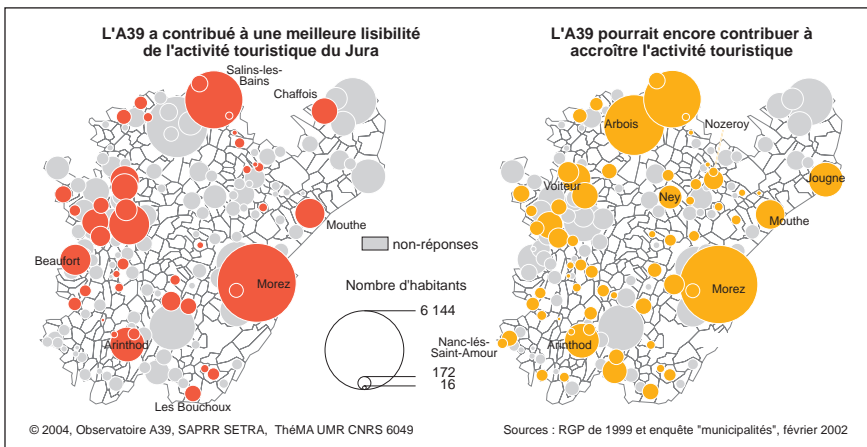 L'A39 a contribué à une meilleure lisibilité
de l'activité touristique du Jura
Salins-les-
Bains
Chaffois
Mouthe
Beaufort
Morez
Arinthod
Les Bouchoux
non-réponses
Nombre d'habitants
6 144
172
16
L'A39 pourrait encore contribuer à
accroître l'activité touristique
Arbois
Nozeroy
Voiteur
Ney
Jougne
Mouthe
Morez
Nanc-lés-
Saint-Amour
Arinthod
© 2004, Observatoire A39, SAPRR SETRA, ThéMA UMR CNRS 6049
Sources : RGP de 1999 et enquête "municipalités", février 2002